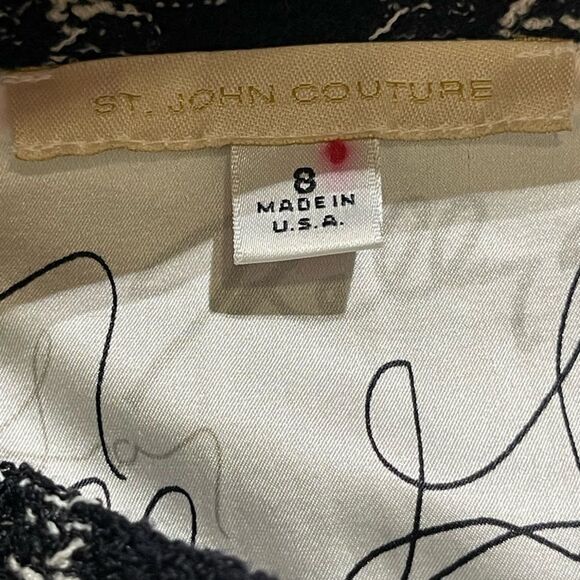 ST. JOHN COUTURE
8
MADE IN
U.S.A.